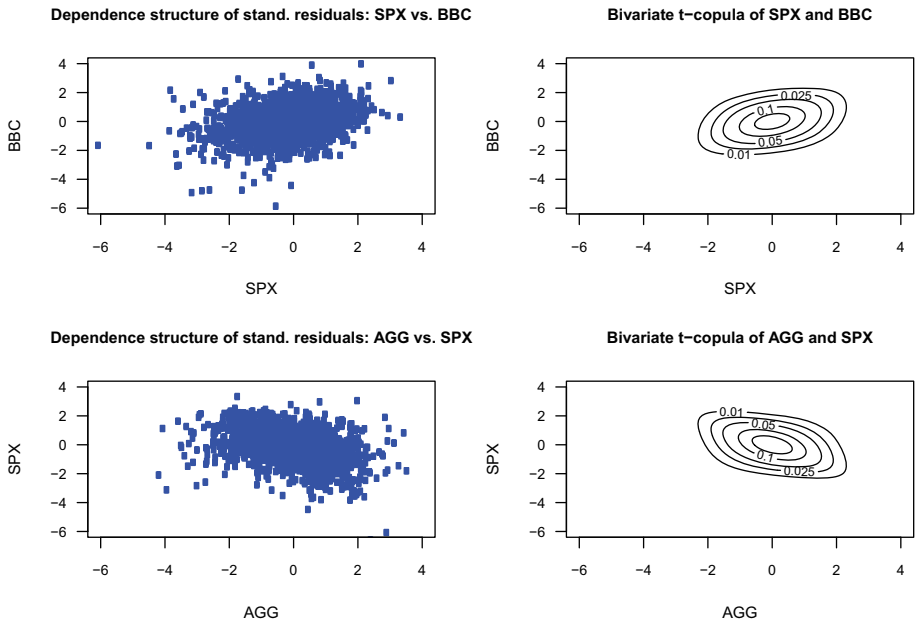 Dependence structure of stand. residuals: SPX vs. BBC
BBC
4
2
0
−2
−4
−6
−6 −4 −2 0 2 4
SPX
Bivariate t−copula of SPX and BBC
BBC
4
2
0
−2
−4
−6
0.025
0.1
0.05
0.01
−6 −4 −2 0 2 4
SPX
Dependence structure of stand. residuals: AGG vs. SPX
SPX
4
2
0
−2
−4
−6
−6 −4 −2 0 2 4
AGG
Bivariate t−copula of AGG and SPX
SPX
4
2
0
−2
−4
−6
0.01
0.05
0.1
0.025
−6 −4 −2 0 2 4
AGG